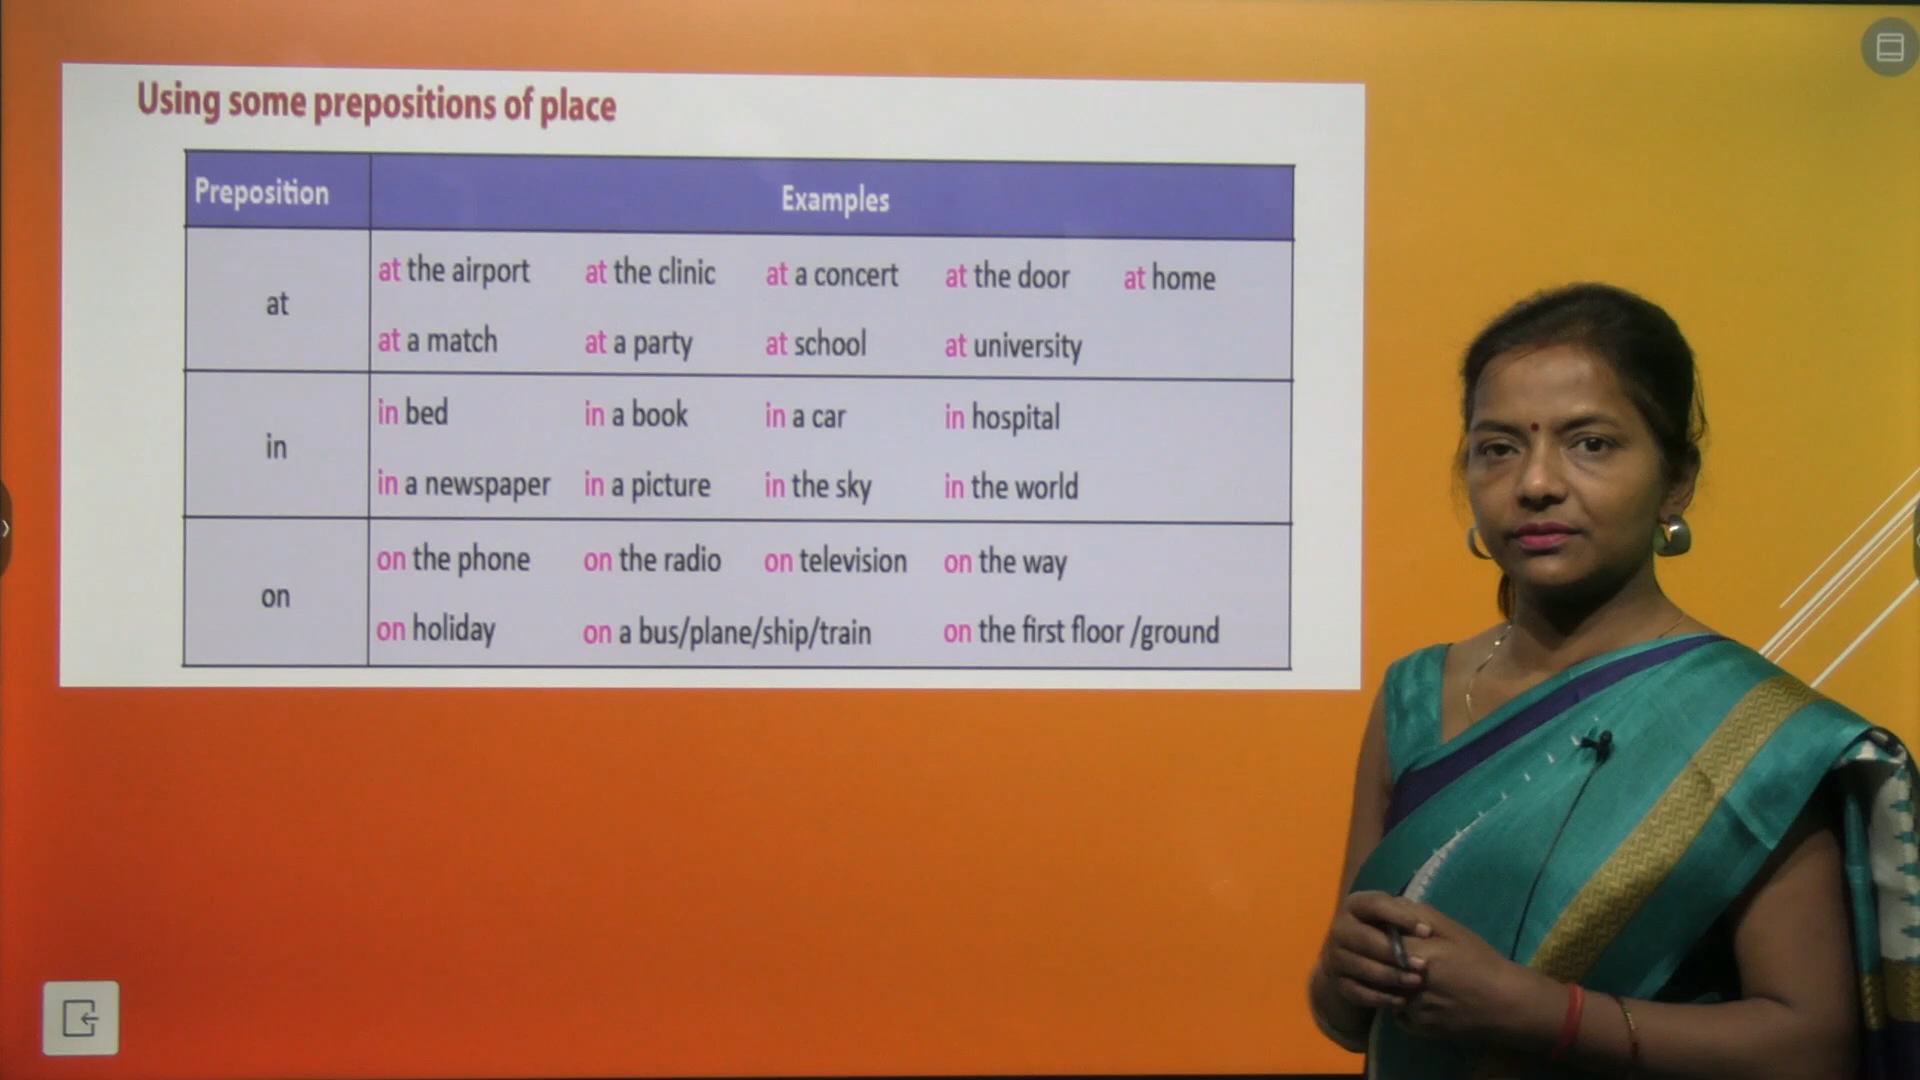 Using some prepositions of place
Preposition Examples
at the airport at the clinic at a concert at the door at home
at
at a match at a party at school at university
in bed in a book in a car in hospital
in
in a newspaper in a picture in the sky in the world
on the phone on the radio on television on the way
on
on holiday on a bus/plane/ship/train on the first floor /ground